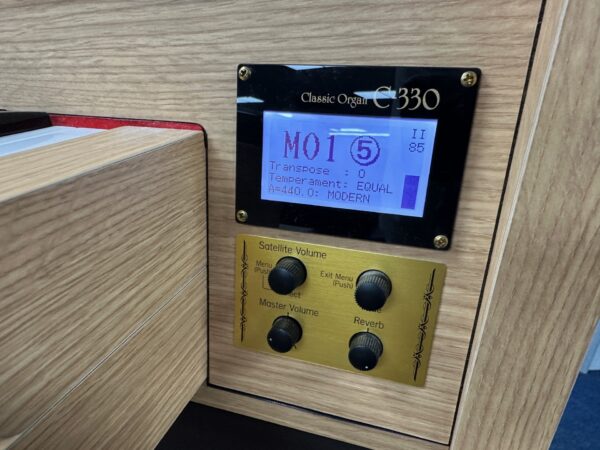 Classic Organ C-330
M01 5
II
85
Transpose : 0
Temperament: EQUAL
A=440.0: MODERN
Satellite Volume
Menu
(Push)
Exit Menu
(Push)
Master Volume
Reverb